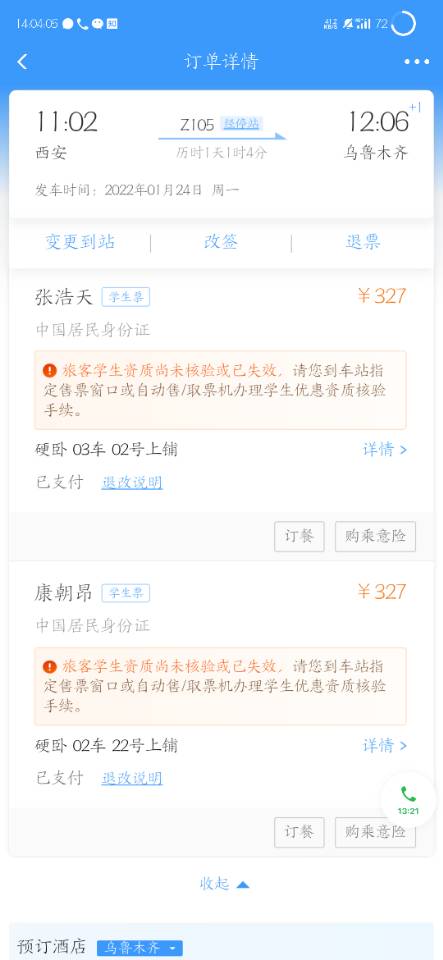 14:04:05 知 72
订单详情
11:02 Z105 经停站 12:06 +1
西安 历时1天1时4分 乌鲁木齐
发车时间：2022年01月24日 周一
变更到站 改签 退票
张浩天 学生票 ￥327
中国居民身份证
旅客学生资质尚未核验或已失效，请您到车站指
定售票窗口或自动售/取票机办理学生优惠资质核验
手续。
硬卧 03车 02号上铺 详情 >
已支付 退改说明
订餐 购乘意险
康朝昂 学生票 ￥327
中国居民身份证
旅客学生资质尚未核验或已失效，请您到车站指
定售票窗口或自动售/取票机办理学生优惠资质核验
手续。
硬卧 02车 22号上铺 详情 >
已支付 退改说明
13:21
订餐 购乘意险
收起
预订酒店 乌鲁木齐